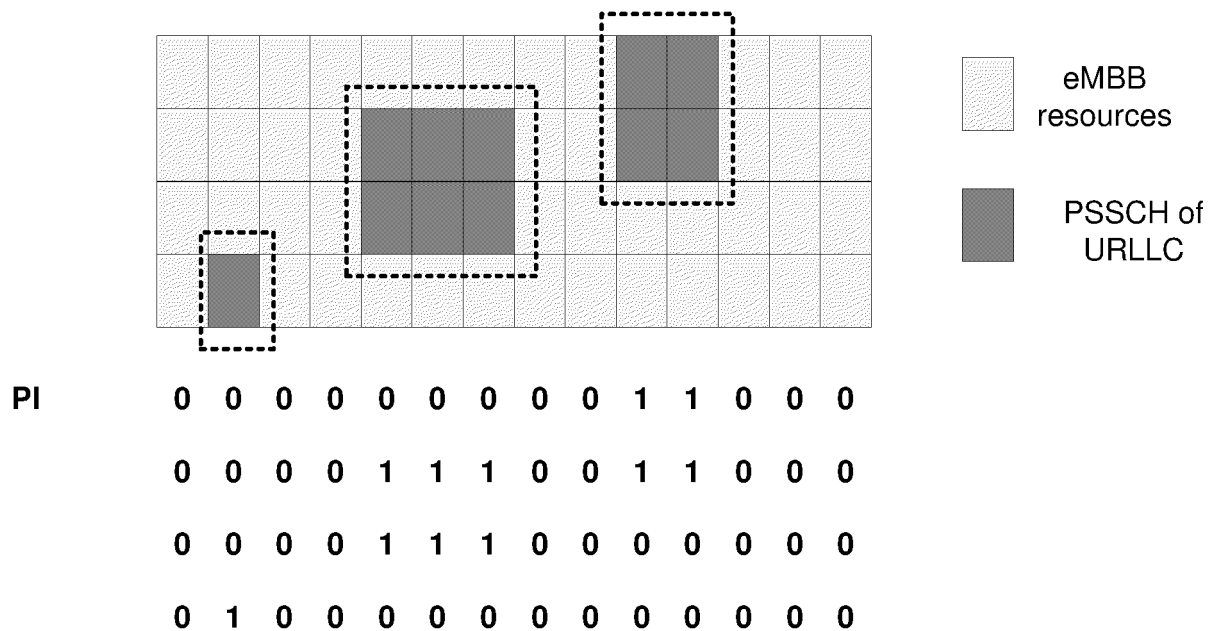 eMBB
resources
PSSCH of
URLLC
PI 0 0 0 0 0 0 0 0 0 1 1 0 0 0
0 0 0 0 1 1 1 0 0 1 1 0 0 0
0 0 0 0 1 1 1 0 0 0 0 0 0 0
0 1 0 0 0 0 0 0 0 0 0 0 0 0